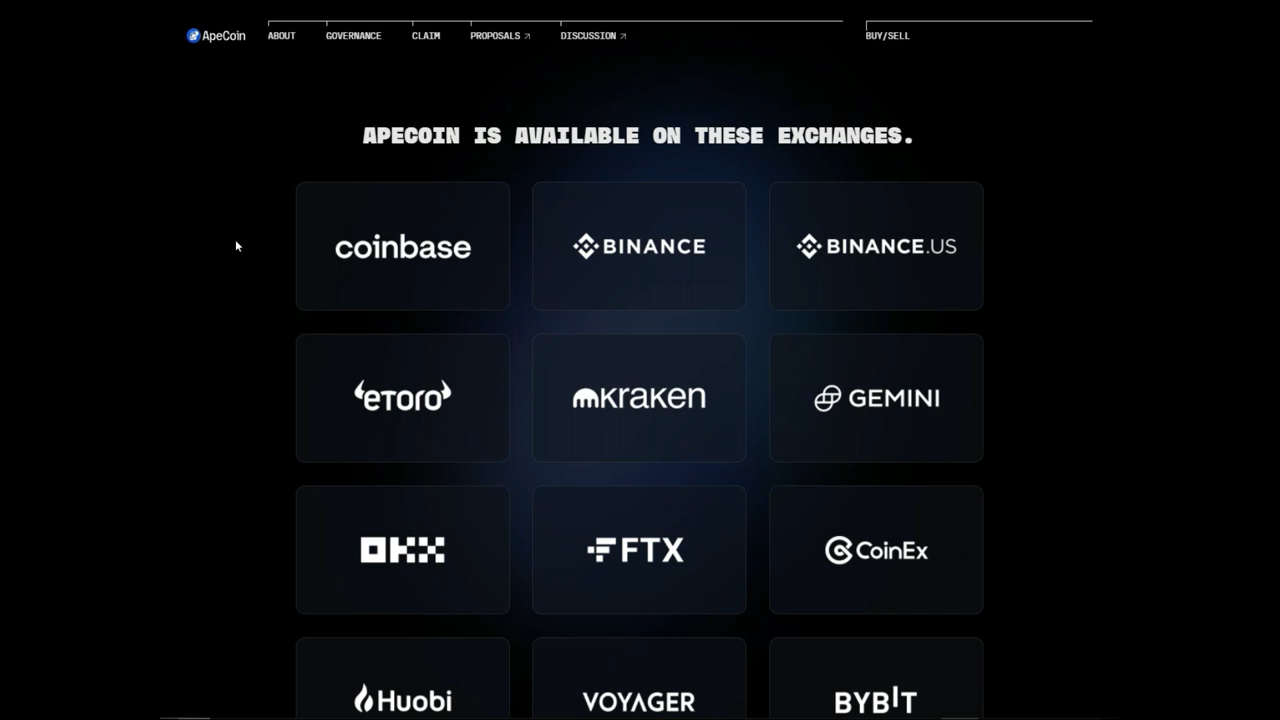 ApeCoin ABOUT GOVERNANCE CLAIM PROPOSALS ↗ DISCUSSION ↗ BUY/SELL
APECOIN IS AVAILABLE ON THESE EXCHANGES.
coinbase BINANCE BINANCE.US
eToro kraken GEMINI
OKX FTX CoinEx
Huobi VOYAGER BYBIT